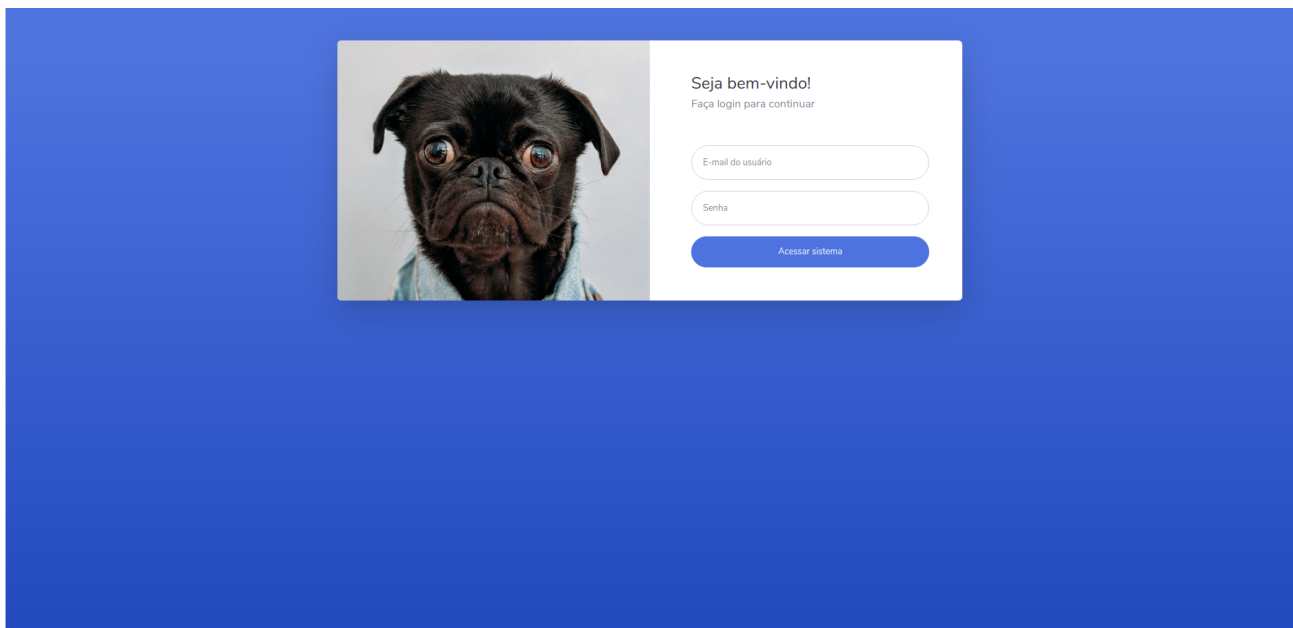 Seja bem-vindo!
Faça login para continuar
E-mail do usuário
Senha
Acessar sistema